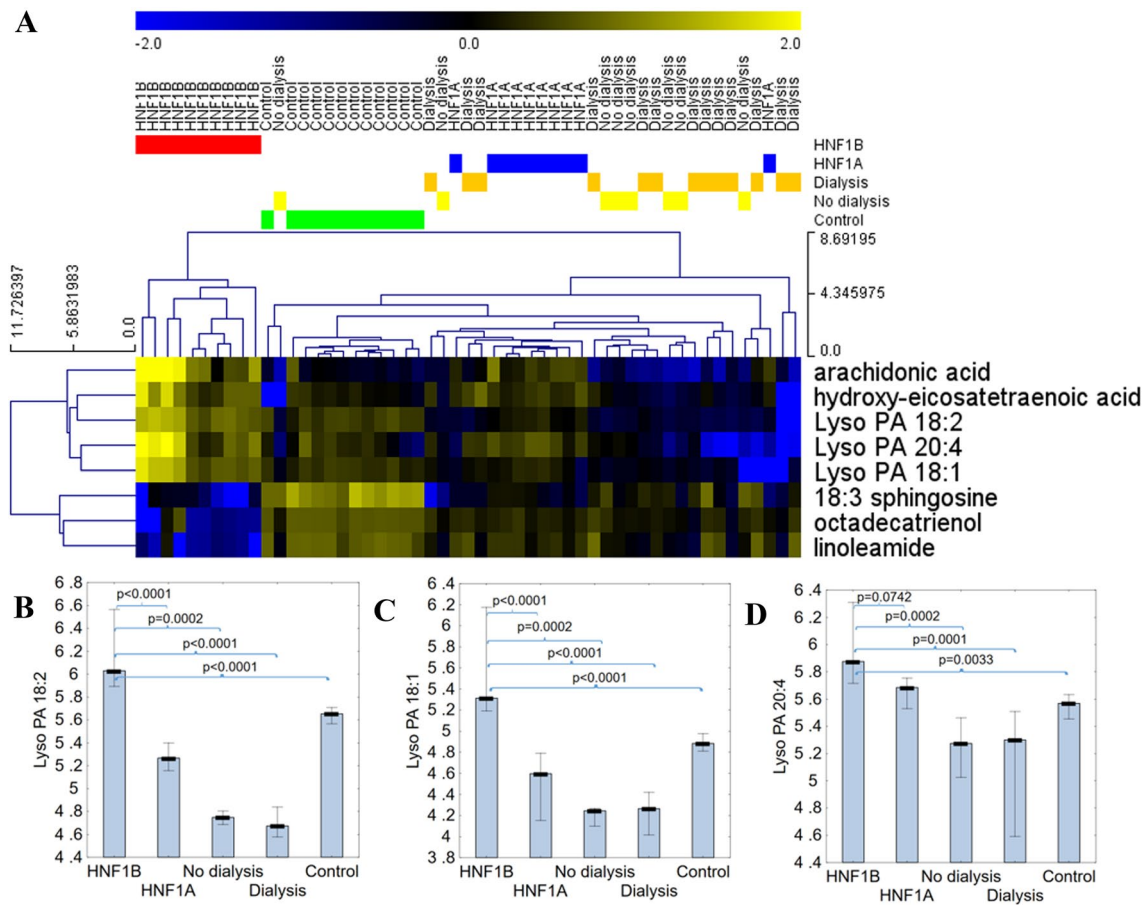 A
-2.0
0.0
2.0
HNF1B
HNF1B
HNF1B
HNF1B
HNF1B
HNF1B
HNF1B
HNF1B
HNF1B
HNF1B
Control
No dialysis
Control
Control
Control
Control
Control
Control
Control
Control
Control
Control
Control
Dialysis
No dialysis
HNF1A
Dialysis
Dialysis
HNF1A
HNF1A
HNF1A
HNF1A
HNF1A
HNF1A
HNF1A
HNF1A
Dialysis
No dialysis
No dialysis
No dialysis
Dialysis
Dialysis
No dialysis
No dialysis
Dialysis
Dialysis
Dialysis
Dialysis
No dialysis
Dialysis
HNF1A
Dialysis
Dialysis
HNF1B
HNF1A
Dialysis
No dialysis
Control
11.726397
5.8631983
0.0
8.69195
4.345975
0.0
arachidonic acid
hydroxy-eicosatetraenoic acid
Lyso PA 18:2
Lyso PA 20:4
Lyso PA 18:1
18:3 sphingosine
octadecatrienol
linoleamide
B
Lyso PA 18:2
6.8
6.6
6.4
6.2
6
5.8
5.6
5.4
5.2
5
4.8
4.6
4.4
p<0.0001
p=0.0002
p<0.0001
p<0.0001
HNF1B
HNF1A
No dialysis
Dialysis
Control
C
Lyso PA 18:1
6.4
6.2
6
5.8
5.6
5.4
5.2
5
4.8
4.6
4.4
4.2
4
3.8
p<0.0001
p=0.0002
p<0.0001
p<0.0001
HNF1B
HNF1A
No dialysis
Dialysis
Control
D
Lyso PA 20:4
6.4
6.2
6
5.8
5.6
5.4
5.2
5
4.8
4.6
4.4
p=0.0742
p=0.0002
p=0.0001
p=0.0033
HNF1B
HNF1A
No dialysis
Dialysis
Control